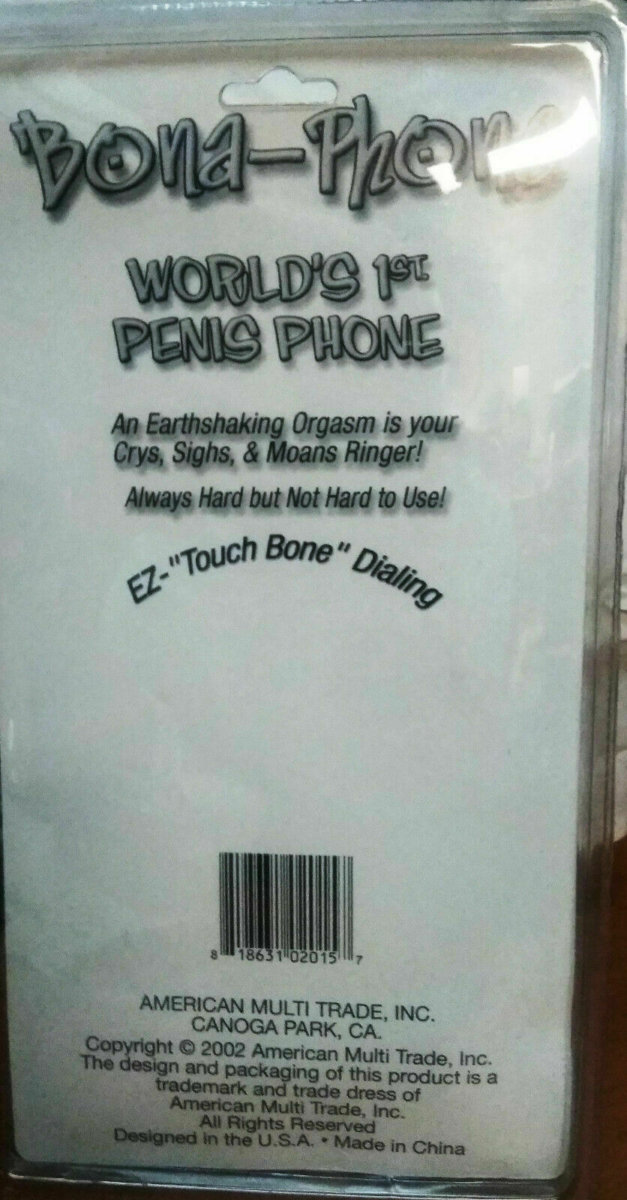 Bona-Phone
WORLD'S 1ST.
PENIS PHONE
An Earthshaking Orgasm is your
Crys, Sighs, & Moans Ringer!
Always Hard but Not Hard to Use!
EZ-"Touch Bone" Dialing
8 18631 02015 7
AMERICAN MULTI TRADE, INC.
CANOGA PARK, CA.
Copyright © 2002 American Multi Trade, Inc.
The design and packaging of this product is a
trademark and trade dress of
American Multi Trade, Inc.
All Rights Reserved
Designed in the U.S.A. • Made in China